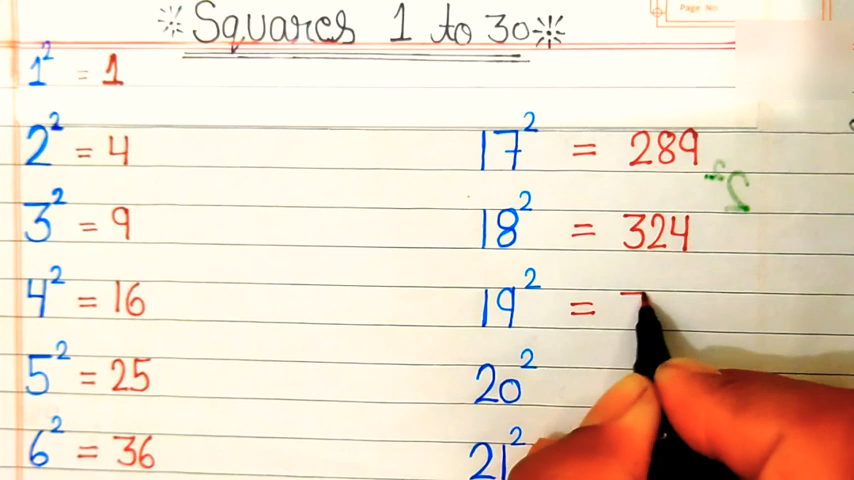 Page No.
Squares 1 to 30
1² = 1
2² = 4
3² = 9
4² = 16
5² = 25
6² = 36
17² = 289
18² = 324
19² =
20²
21²